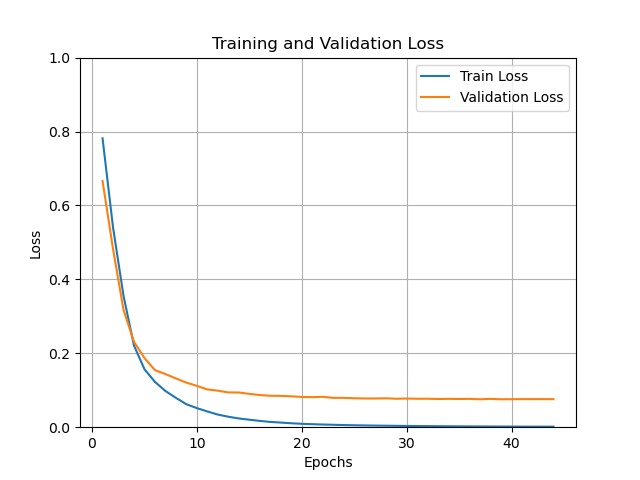 Training and Validation Loss
Train Loss
Validation Loss
1.0
0.8
0.6
0.4
0.2
0.0
Loss
0 10 20 30 40
Epochs